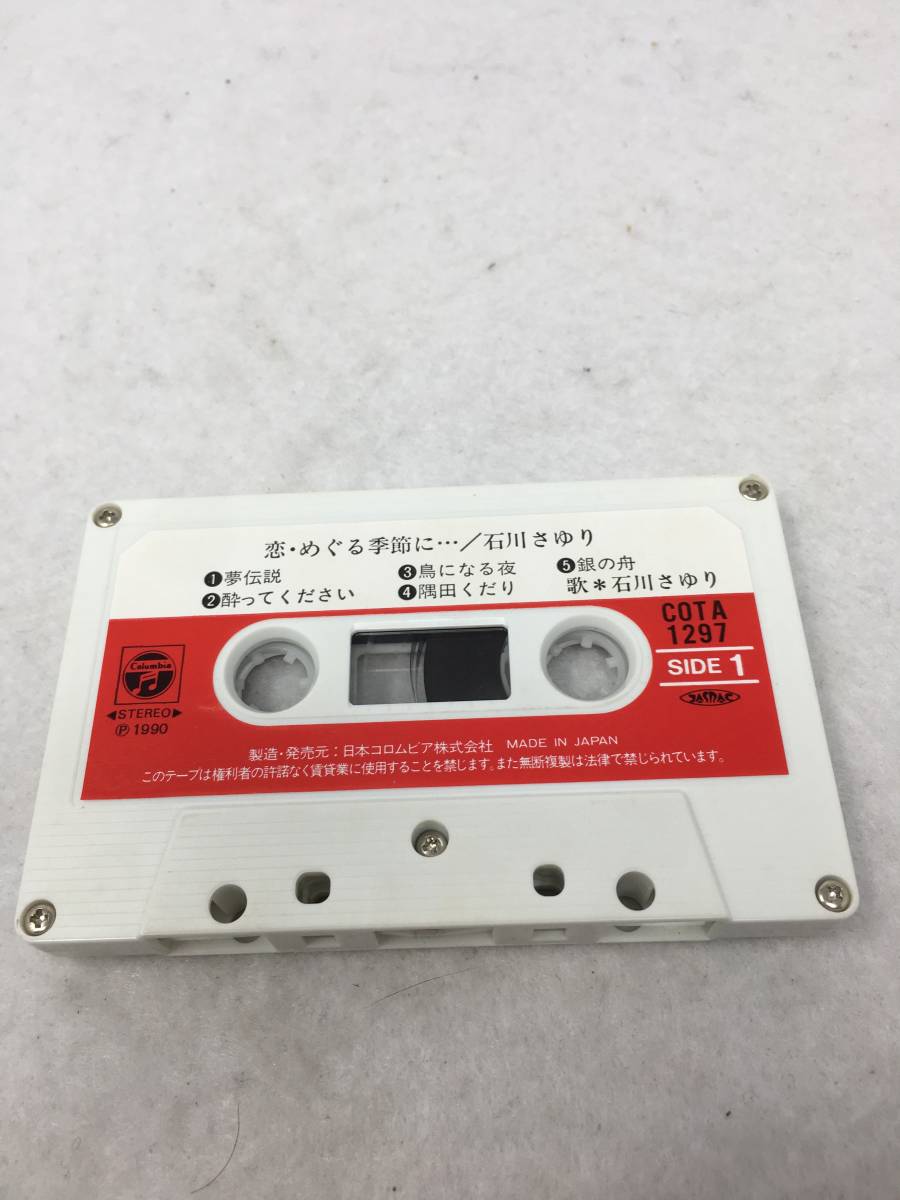 恋・めぐる季節に…／石川さゆり
❶夢伝説
❷酔ってください
❸鳥になる夜
❹隅田くだり
❺銀の舟
歌＊石川さゆり
COTA
1297
SIDE 1
JASRAC
Columbia
◀STEREO▶
℗1990
製造・発売元：日本コロムビア株式会社 MADE IN JAPAN
このテープは権利者の許諾なく賃貸業に使用することを禁じます。また無断複製は法律で禁じられています。